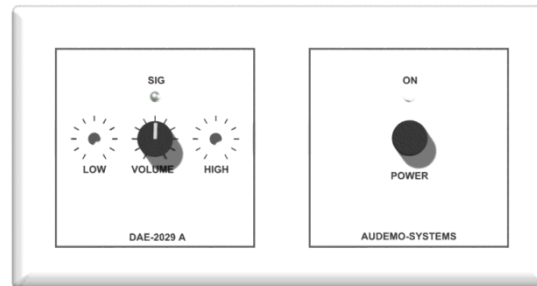 SIG
LOW VOLUME HIGH
DAE-2029 A
ON
POWER
AUDEMO-SYSTEMS